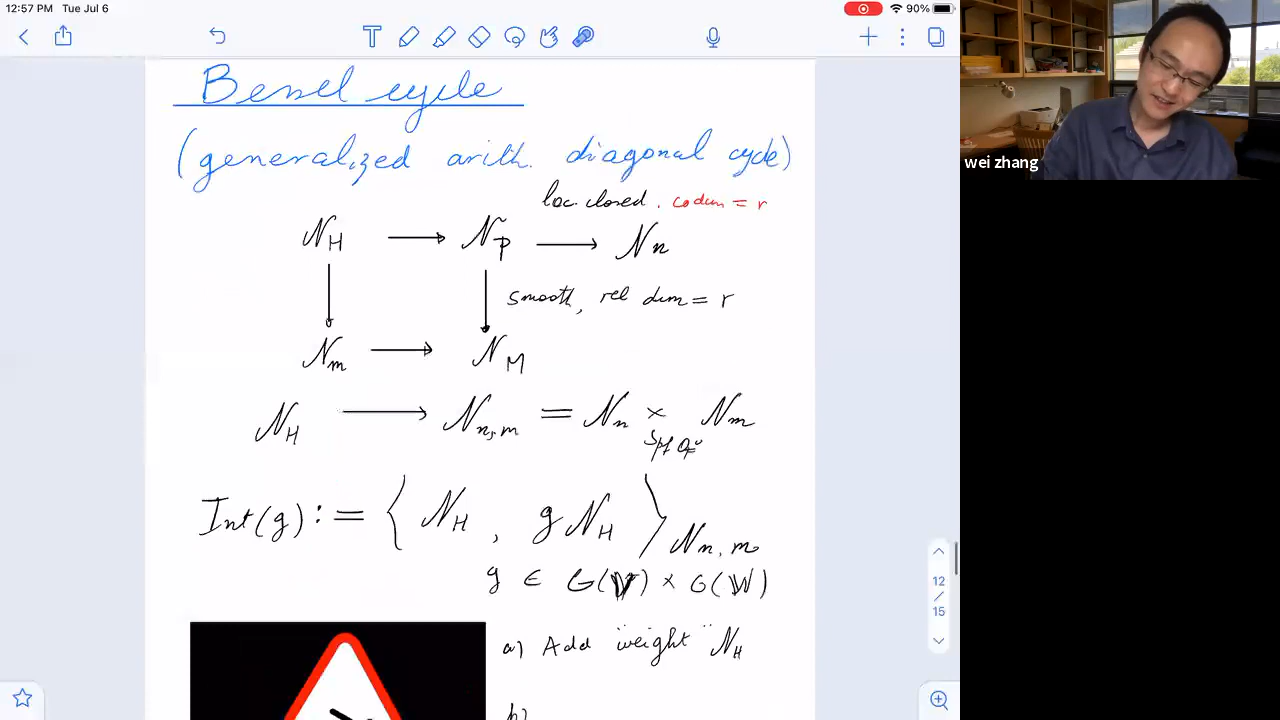 12:57 PM Tue Jul 6
90%
Bessel cycle
(generalized arith. diagonal cycle)
loc. closed. codim = r
N_H → N_P → N_n
smooth, rel dim = r
N_m → N_M
N_H → N_{n,m} = N_n × N_m
Spf
Int(g) := ⟨ N_H , g N_H ⟩ N_{n,m}
g ∈ G(V) × G(W)
a) Add "weight" N_H
b)
12
/
15
wei zhang